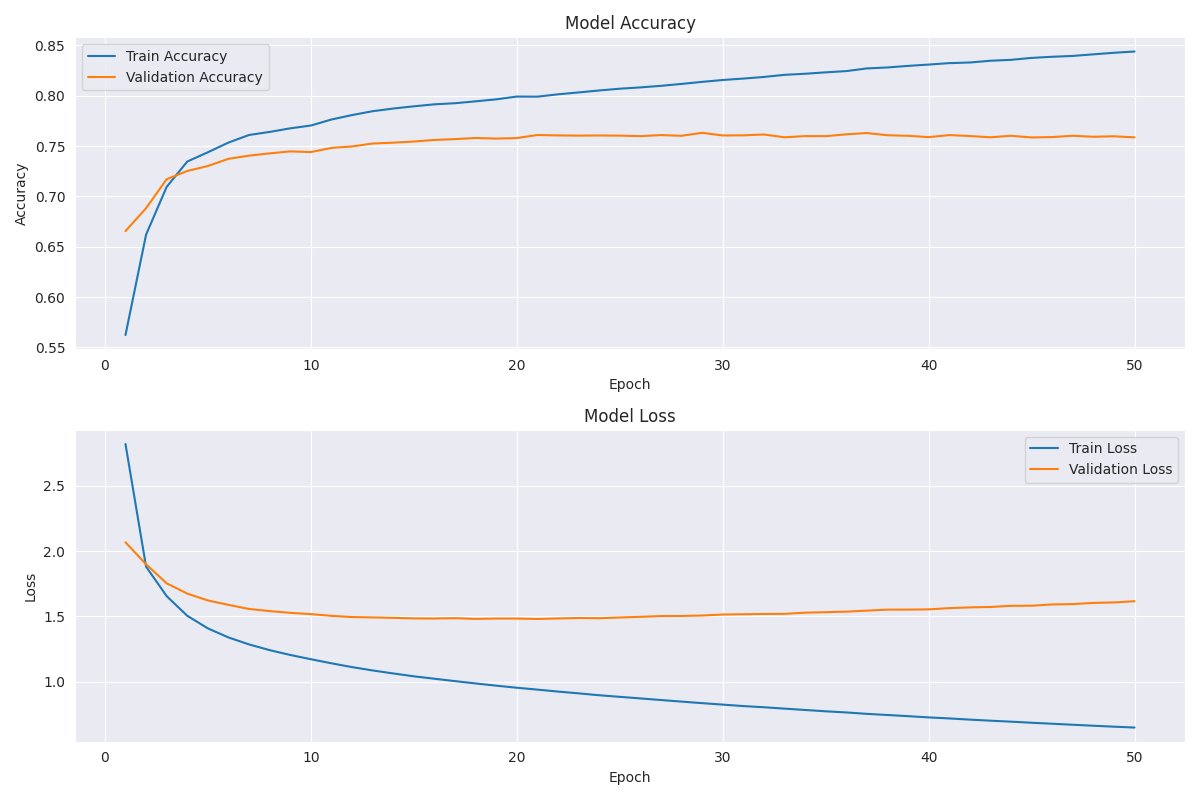 Model Accuracy
Train Accuracy
Validation Accuracy
Accuracy
0.85
0.80
0.75
0.70
0.65
0.60
0.55
0 10 20 30 40 50
Epoch
Model Loss
Train Loss
Validation Loss
Loss
2.5
2.0
1.5
1.0
0 10 20 30 40 50
Epoch